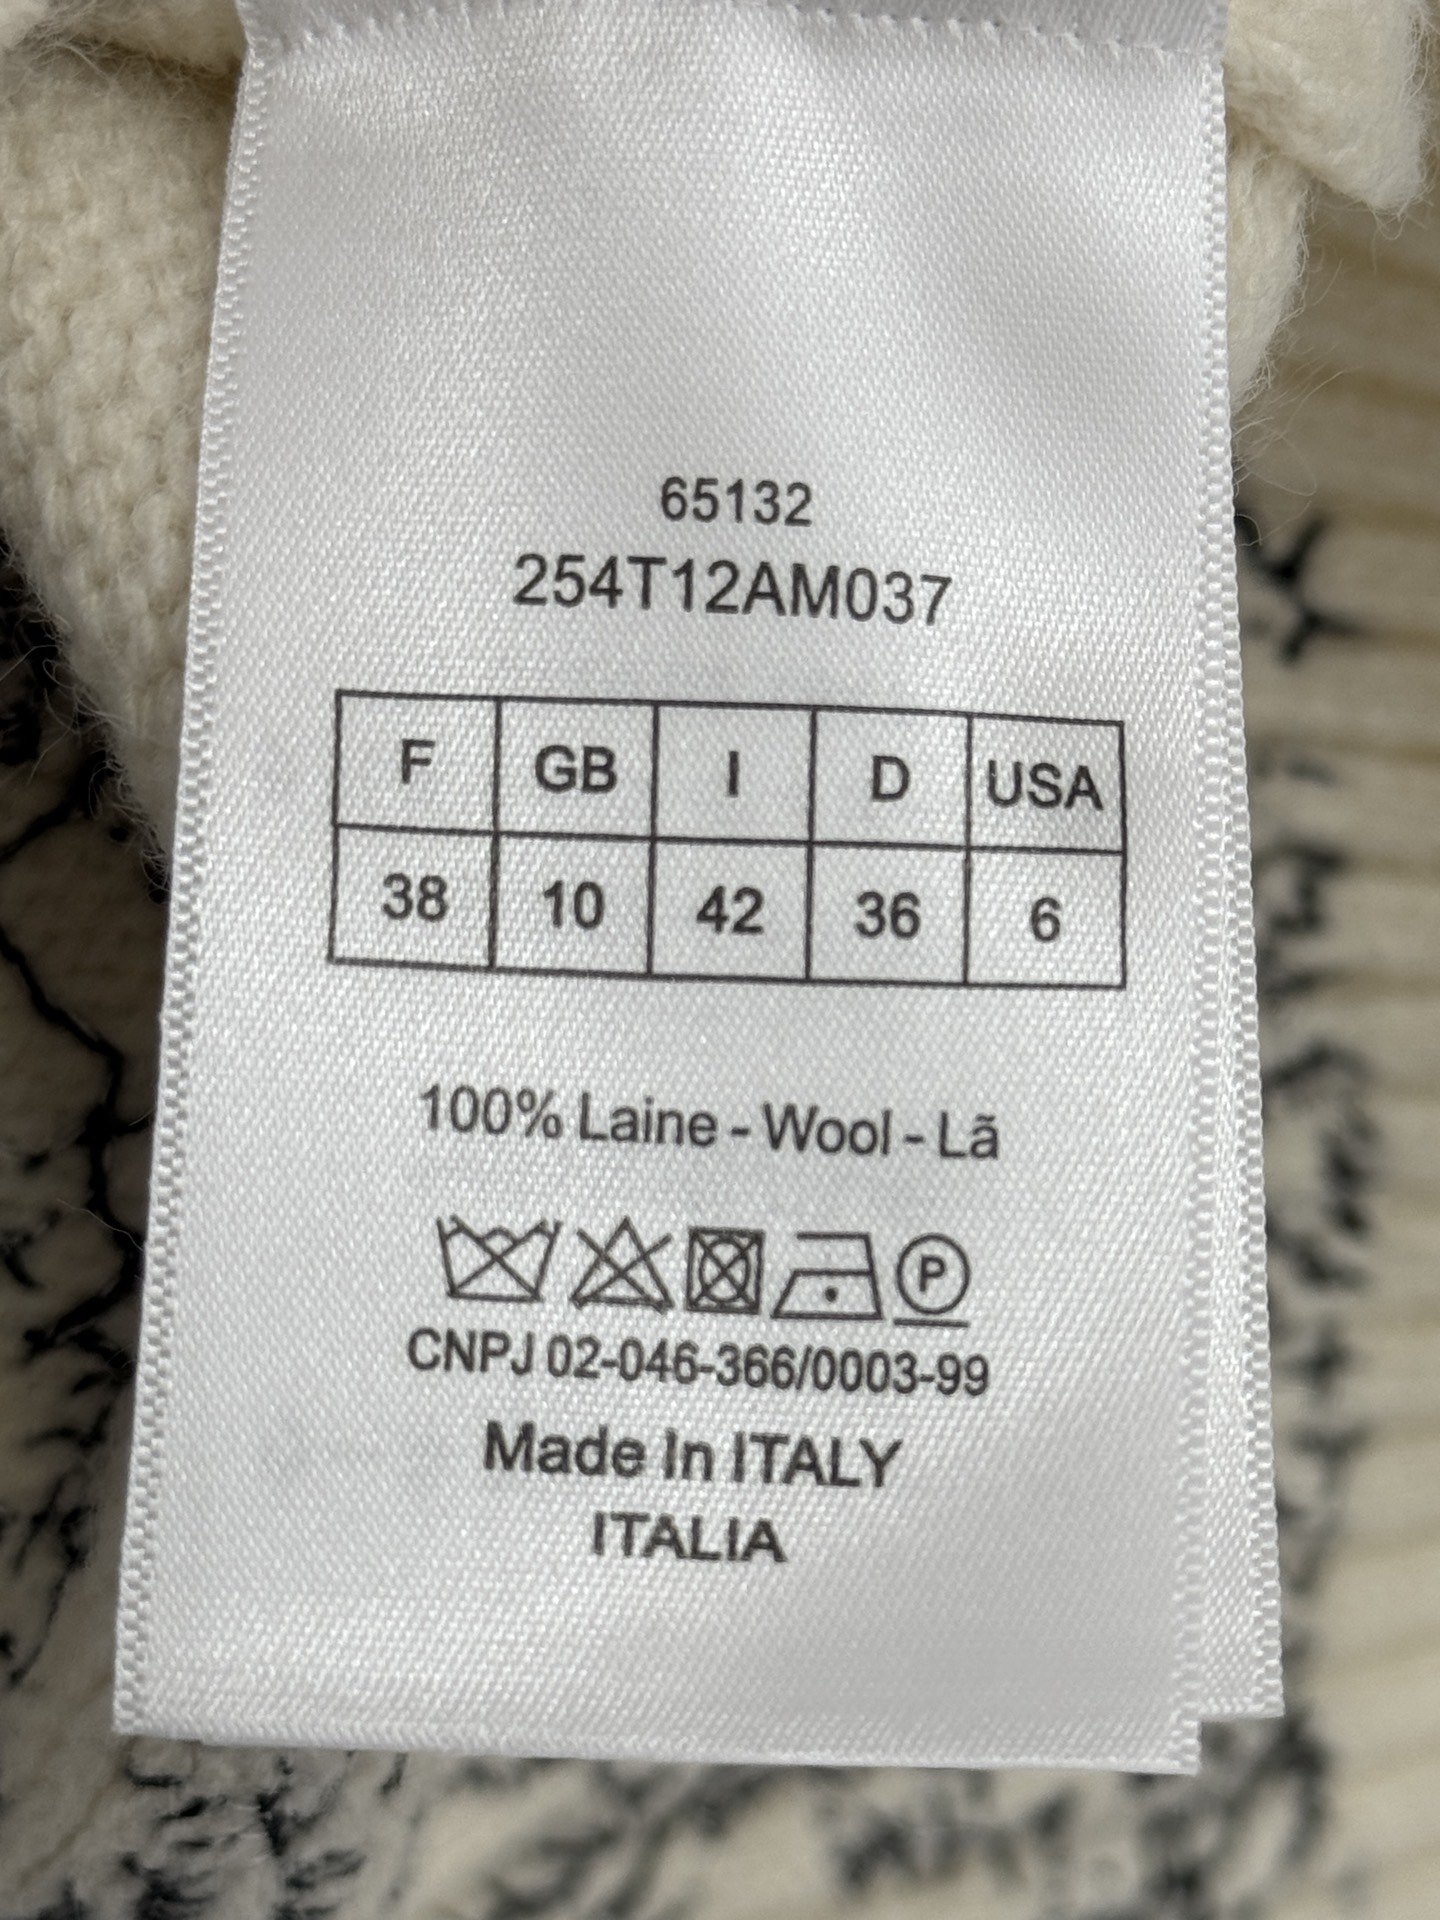 65132
254T12AM037
F GB I D USA
38 10 42 36 6
100% Laine - Wool - Lã
P
CNPJ 02-046-366/0003-99
Made In ITALY
ITALIA